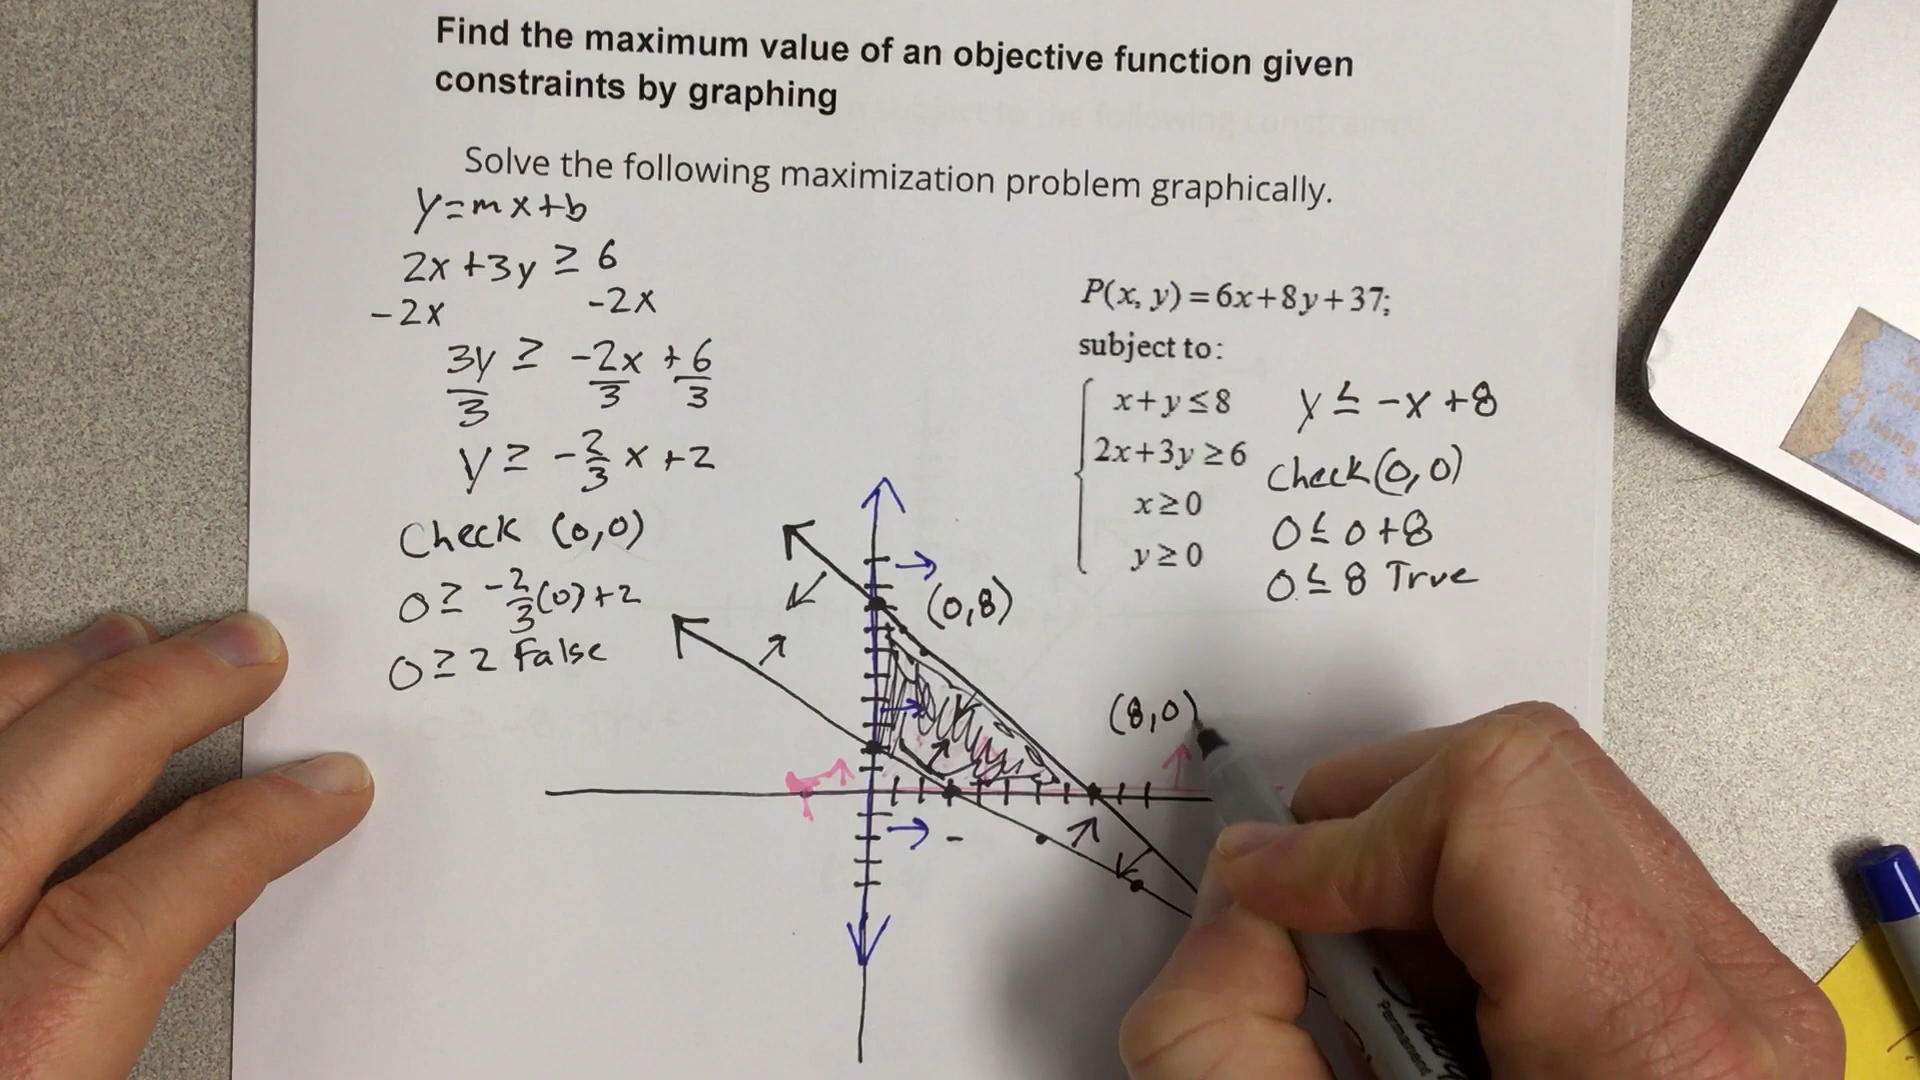 Find the maximum value of an objective function given
constraints by graphing
Solve the following maximization problem graphically.
y=mx+b
2x+3y ≥ 6
-2x -2x
3y/3 ≥ -2x/3 +6/3
y ≥ -2/3 x +2
Check (0,0)
0 ≥ -2/3(0)+2
0 ≥ 2 False
P(x, y)=6x+8y+37;
subject to:
x+y≤8 y ≤ -x +8
2x+3y≥6 Check(0,0)
x≥0 0 ≤ 0+8
y≥0 0 ≤ 8 True
(0,8)
(8,0)
Permanent